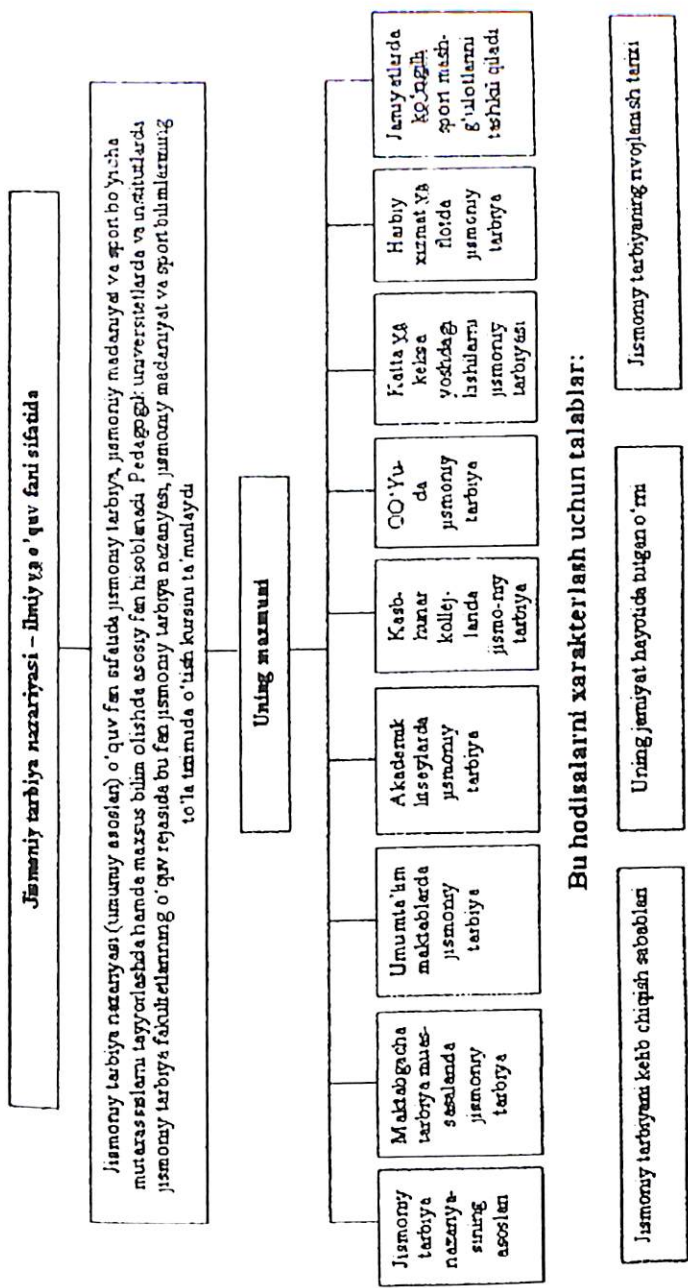 Jismoniy tarbiya nazariyasi – ilmiy va o'quv fani sifatida
Jismoniy tarbiya nazariyasi (umumiy asoslari) o'quv fan sifatida jismoniy tarbiya, jismoniy madaniyat va sport bo'yicha
mutaxassislarni tayyorlashda hamda maxsus bilim olishda asosiy fan hisoblanadi. Pedagogik universitetlarda va institutlarda
jismoniy tarbiya fakultetlarining o'quv rejasida bu fan jismoniy tarbiya nazariyasi, jismoniy madaniyat va sport bilimlarining
to'la tizimida o'tish kursini ta'minlaydi
Uning mazmuni
Jismoniy
tarbiya
nazariya-
sining
asoslari
Maktabgacha
tarbiya muas-
sasalarida
jismoniy
tarbiya
Umumta'lim
maktablarda
jismoniy
tarbiya
Akademik
litseylarda
jismoniy
tarbiya
Kasb-
hunar
kollej-
larida
jismo-niy
tarbiya
OO'Yu-
da
jismoniy
tarbiya
Katta va
keksa
yoshdagi
kishilarni
jismoniy
tarbiyasi
Harbiy
xizmat va
flotda
jismoniy
tarbiya
Jamiyatlarda
ko'ngilli
sport mash-
g'ulotlarini
tashkil qiladi
Bu hodisalarni xarakterlash uchun talablar:
Jismoniy tarbiyani kelib chiqish sabablari
Uning jamiyat hayotida tutgan o'rni
Jismoniy tarbiyaning rivojlanish tarixi